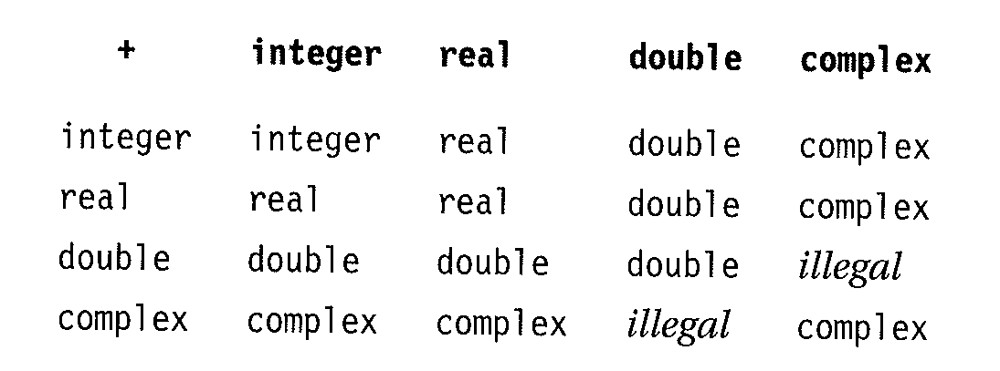 + integer real double complex
integer integer real double complex
real real real double complex
double double double double illegal
complex complex complex illegal complex